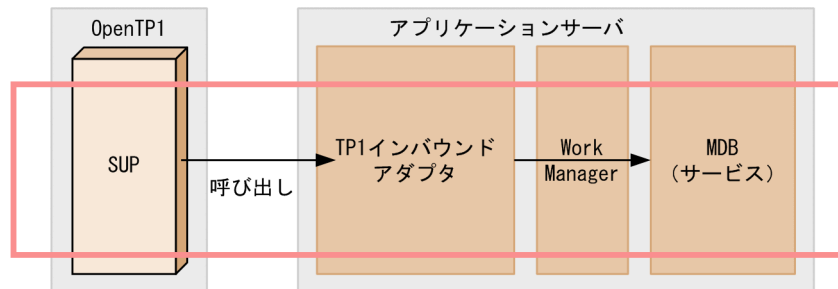 OpenTP1
アプリケーションサーバ
SUP
呼び出し
TP1インバウンド
アダプタ
Work
Manager
MDB
(サービス)